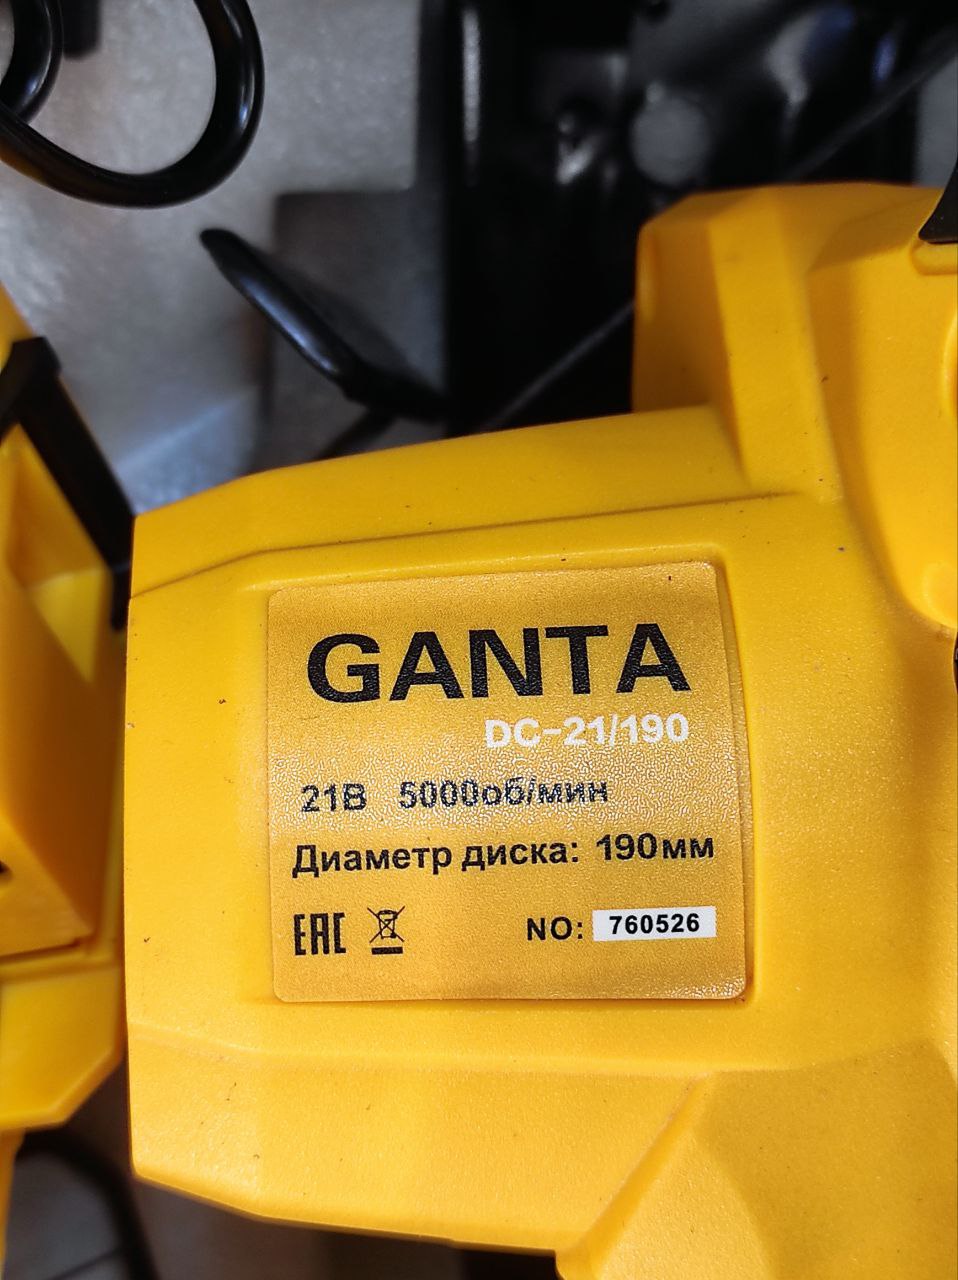 GANTA
DC-21/190
21В 5000об/мин
Диаметр диска: 190мм
EAC NO: 760526